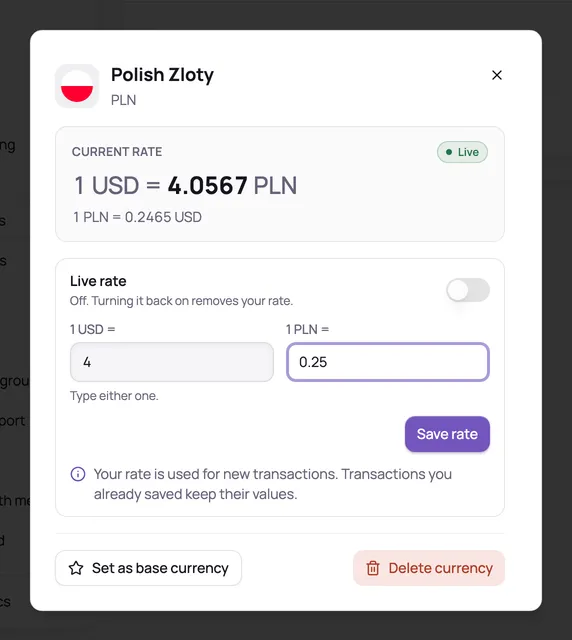 Polish Zloty
PLN
CURRENT RATE
Live
1 USD = 4.0567 PLN
1 PLN = 0.2465 USD
Live rate
Off. Turning it back on removes your rate.
1 USD =
1 PLN =
4
0.25
Type either one.
Save rate
Your rate is used for new transactions. Transactions you
already saved keep their values.
Set as base currency
Delete currency